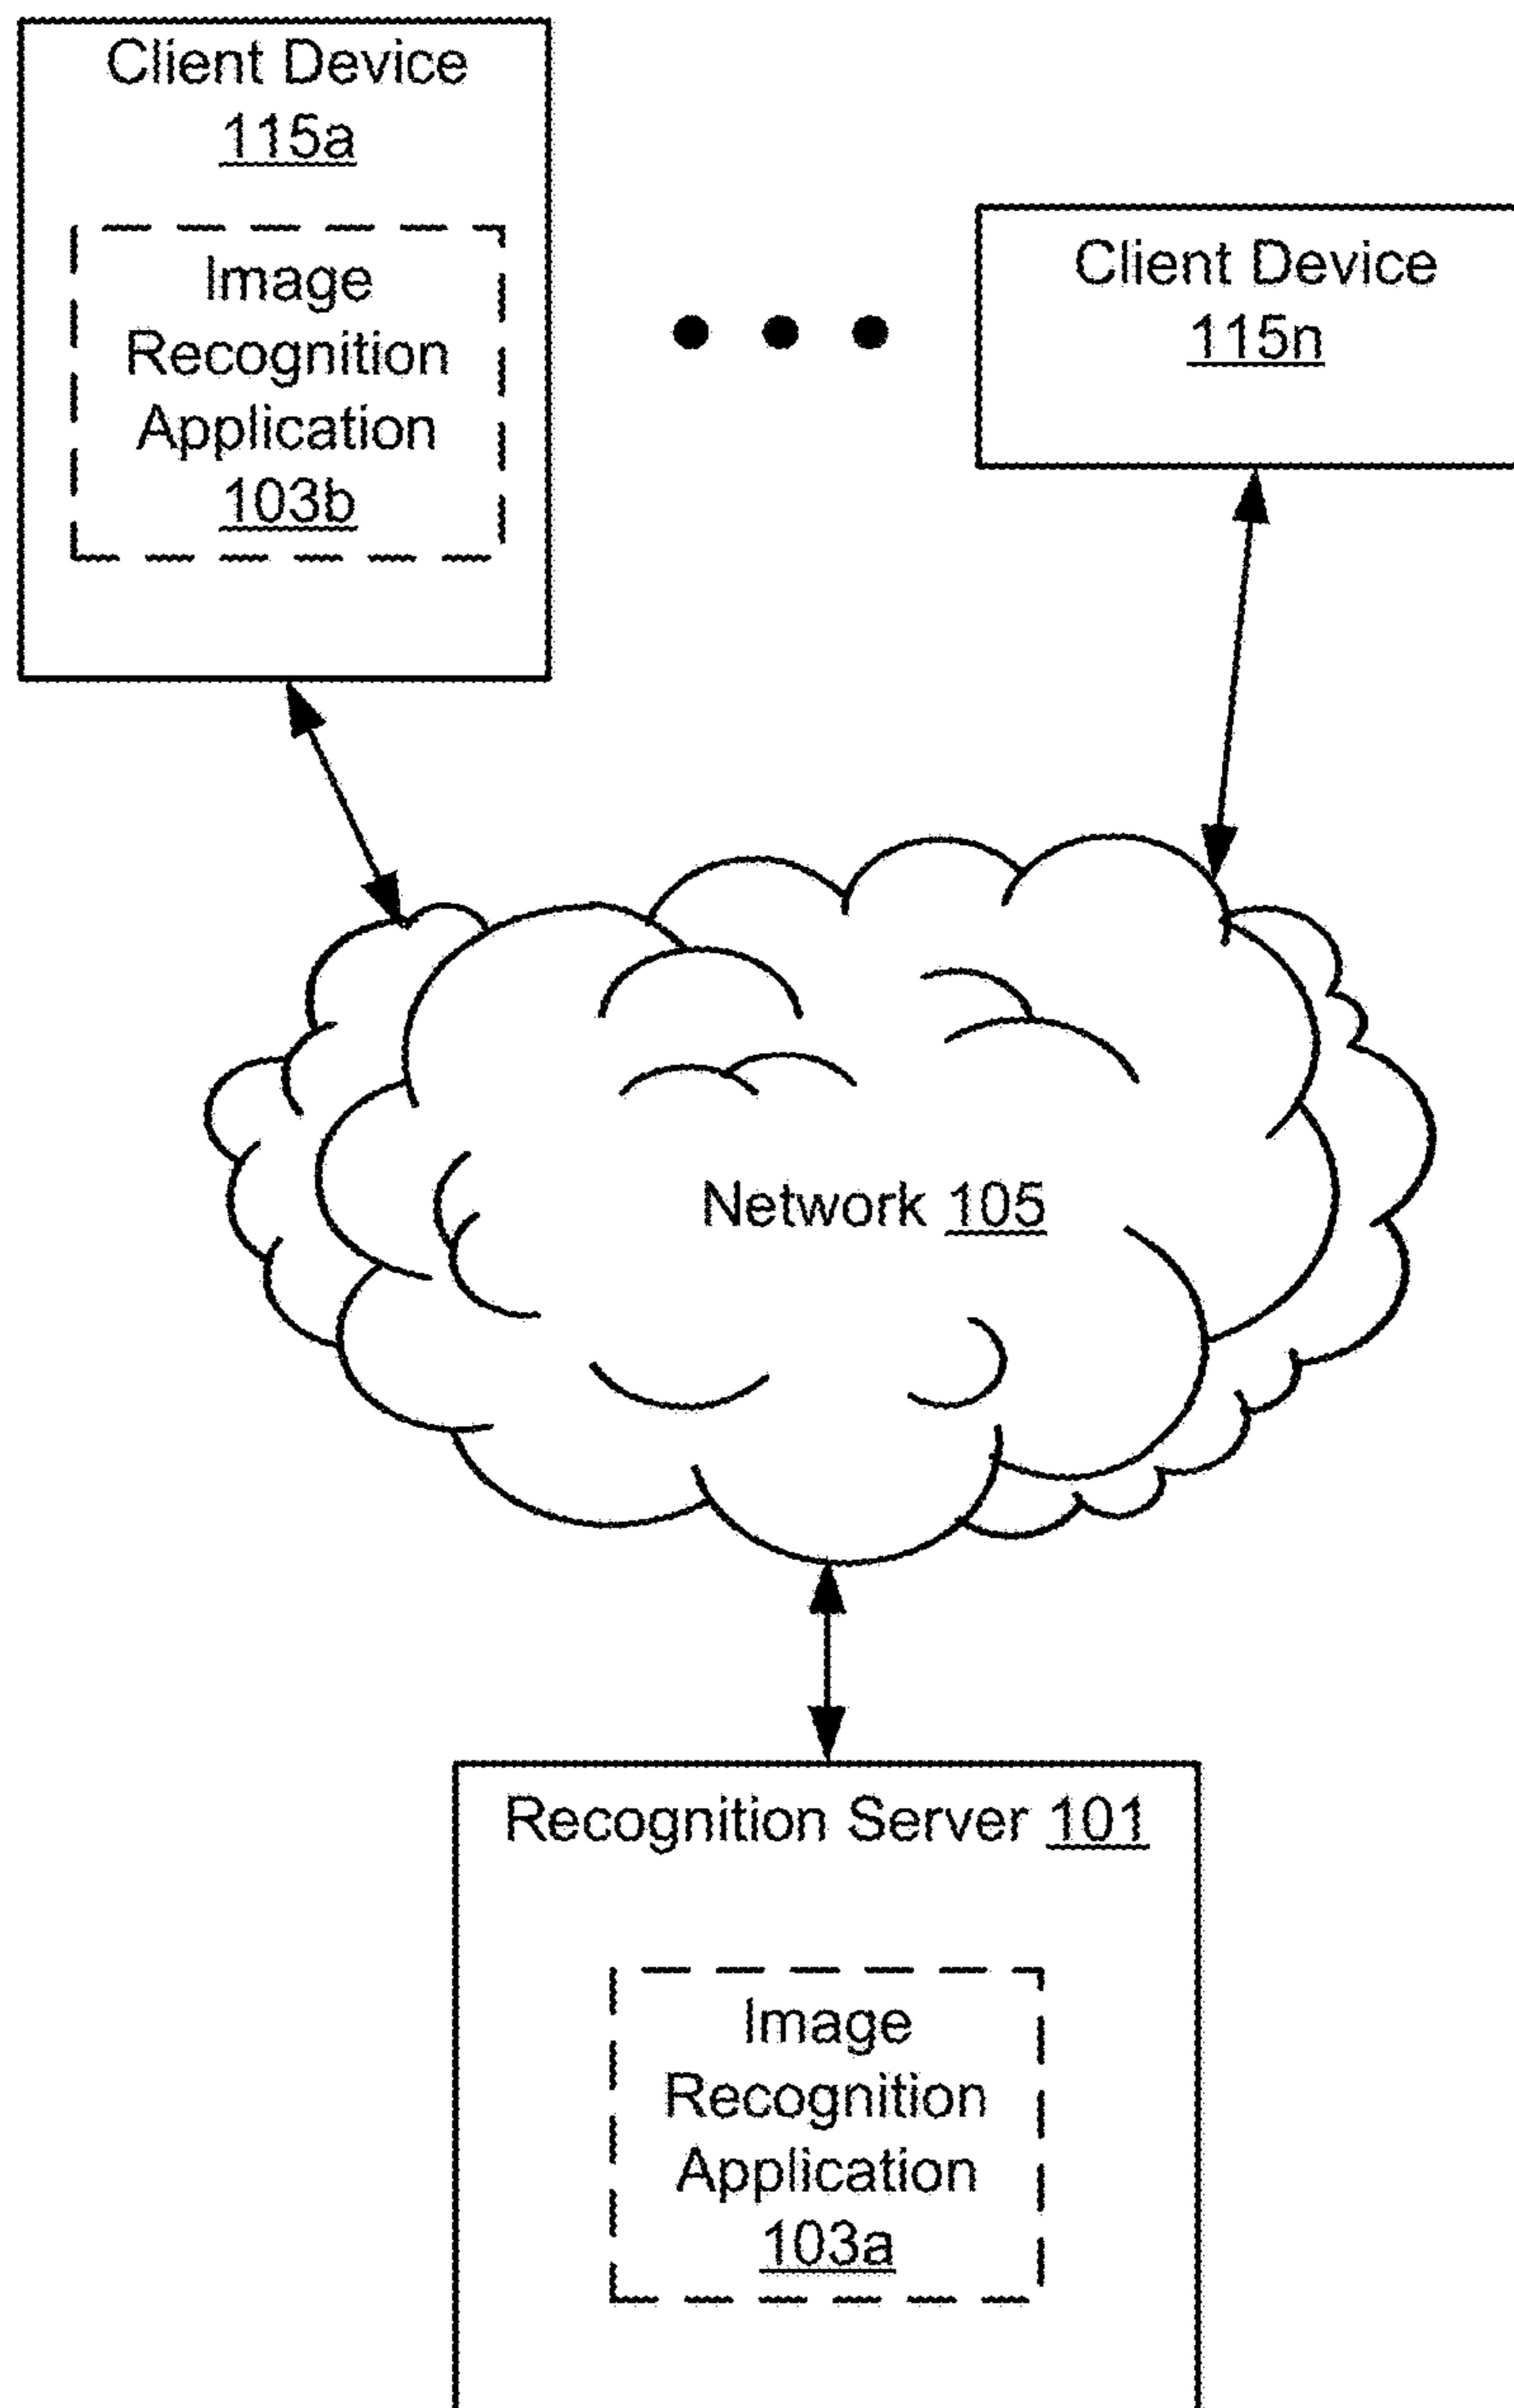 Client Device
115a
Image
Recognition
Application
103b
Client Device
115n
Network 105
Recognition Server 101
Image
Recognition
Application
103a